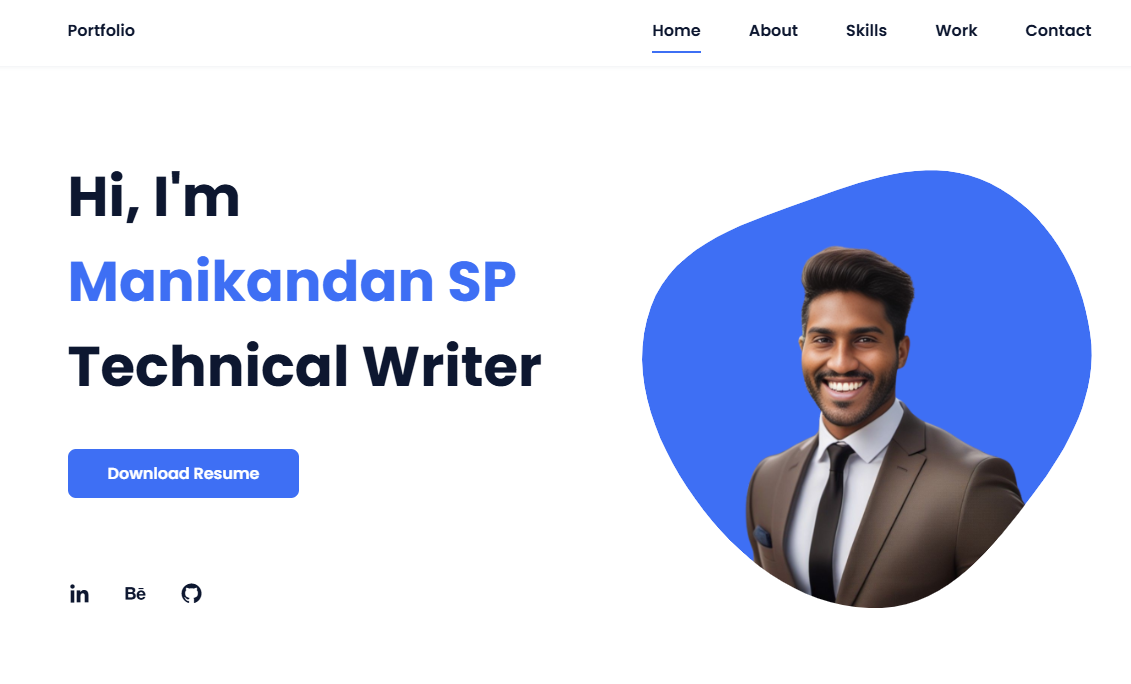 Portfolio
Home About Skills Work Contact
Hi, I'm
Manikandan SP
Technical Writer
Download Resume
in Bē